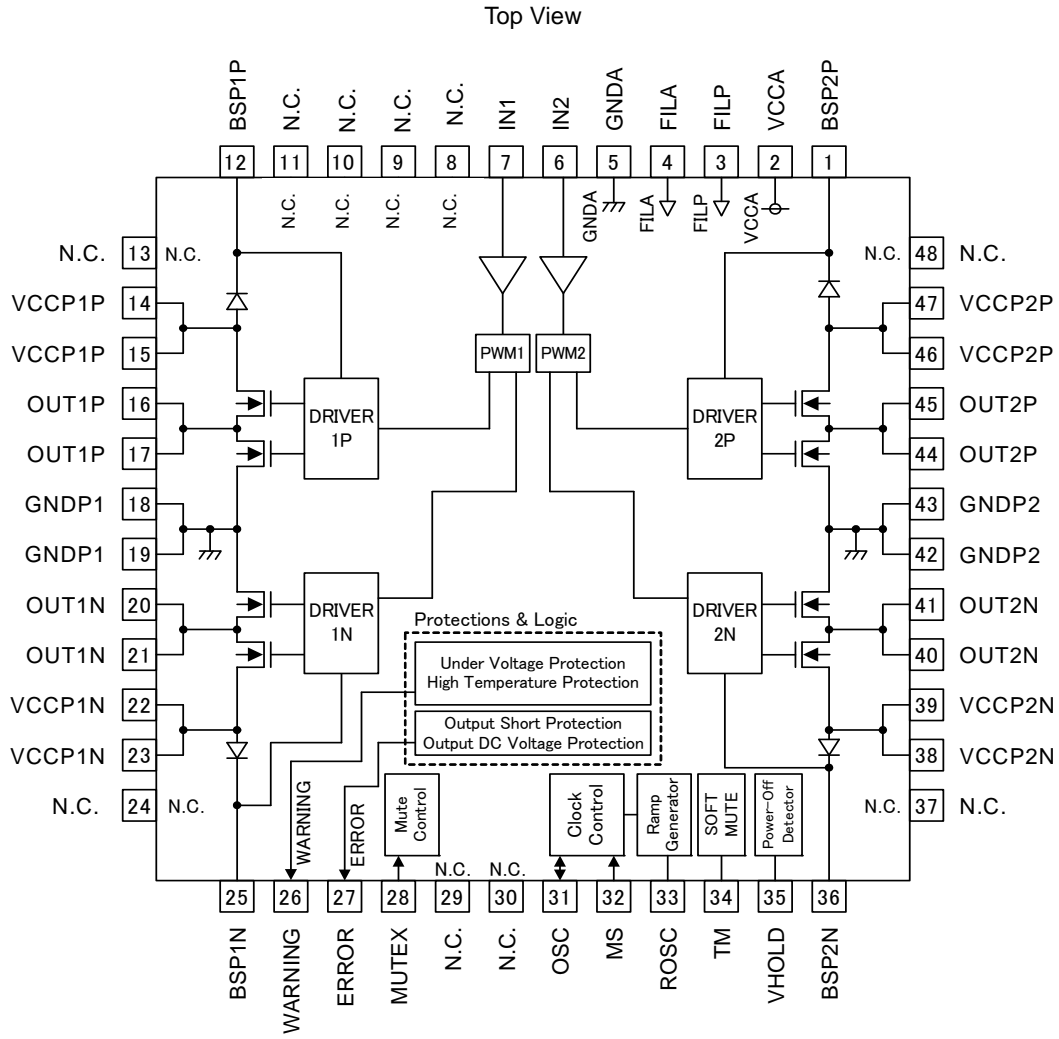 Top View
BSP1P
N.C.
N.C.
N.C.
N.C.
IN1
IN2
GNDA
FILA
FILP
VCCA
BSP2P
12
11
10
9
8
7
6
5
4
3
2
1
N.C.
N.C.
N.C.
N.C.
GNDA
FILA
FILP
VCCA
N.C. 13 N.C.
VCCP1P 14
VCCP1P 15
OUT1P 16
OUT1P 17
GNDP1 18
GNDP1 19
OUT1N 20
OUT1N 21
VCCP1N 22
VCCP1N 23
N.C. 24 N.C.
PWM1
PWM2
DRIVER
1P
DRIVER
2P
DRIVER
1N
DRIVER
2N
Protections & Logic
Under Voltage Protection
High Temperature Protection
Output Short Protection
Output DC Voltage Protection
N.C. 48 N.C.
47 VCCP2P
46 VCCP2P
45 OUT2P
44 OUT2P
43 GNDP2
42 GNDP2
41 OUT2N
40 OUT2N
39 VCCP2N
38 VCCP2N
N.C. 37 N.C.
WARNING
ERROR
Mute
Control
N.C.
N.C.
Clock
Control
Ramp
Generator
SOFT
MUTE
Power-Off
Detector
25
26
27
28
29
30
31
32
33
34
35
36
BSP1N
WARNING
ERROR
MUTEX
N.C.
N.C.
OSC
MS
ROSC
TM
VHOLD
BSP2N